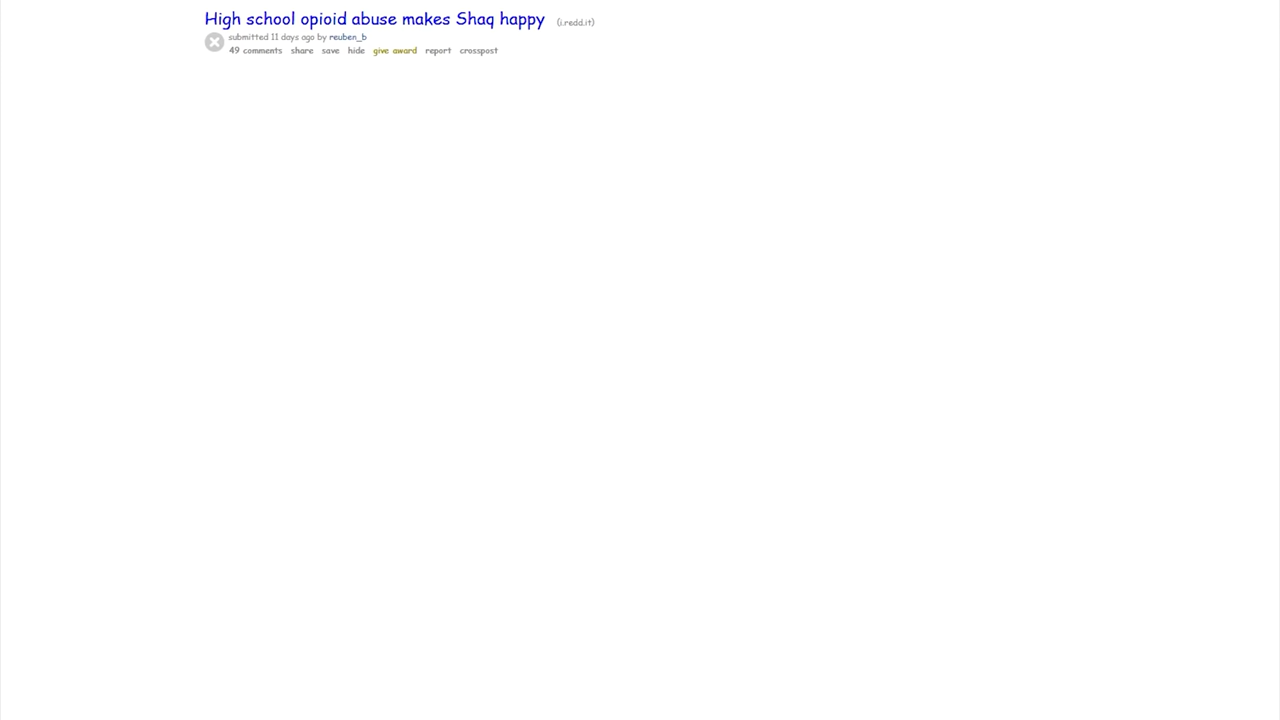 High school opioid abuse makes Shaq happy (i.redd.it)
submitted 11 days ago by reuben_b
49 comments share save hide give award report crosspost